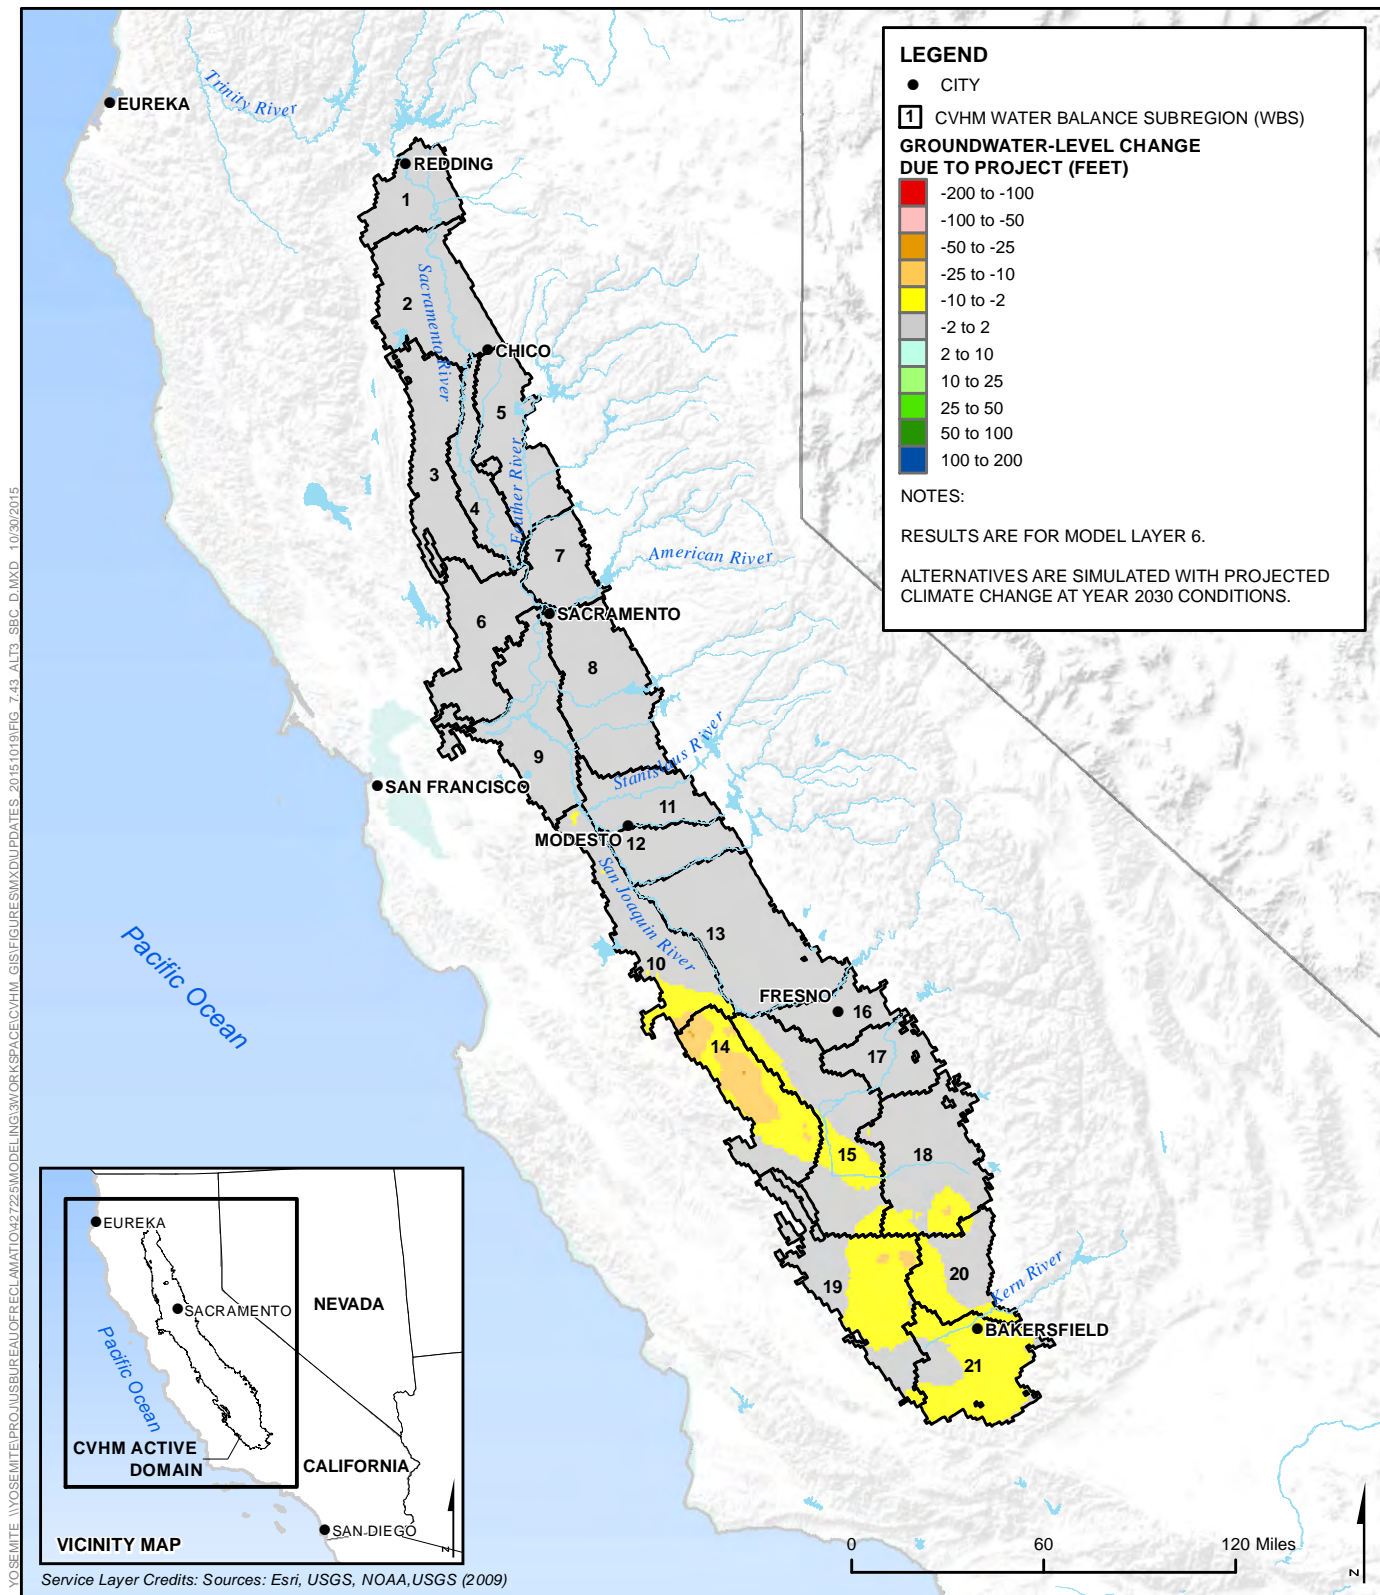 LEGEND
CITY
1 CVHM WATER BALANCE SUBREGION (WBS)
GROUNDWATER-LEVEL CHANGE
DUE TO PROJECT (FEET)
-200 to -100
-100 to -50
-50 to -25
-25 to -10
-10 to -2
-2 to 2
2 to 10
10 to 25
25 to 50
50 to 100
100 to 200
NOTES:
RESULTS ARE FOR MODEL LAYER 6.
ALTERNATIVES ARE SIMULATED WITH PROJECTED
CLIMATE CHANGE AT YEAR 2030 CONDITIONS.
Trinity River
EUREKA
REDDING
1
2
Sacramento River
CHICO
5
3
4
Feather River
7
American River
SACRAMENTO
6
8
9
Stanislaus River
SAN FRANCISCO
11
MODESTO
12
San Joaquin River
13
10
Pacific Ocean
FRESNO
16
14
17
15
18
19
20
Kern River
BAKERSFIELD
21
EUREKA
SACRAMENTO
NEVADA
Pacific Ocean
CVHM ACTIVE
DOMAIN
CALIFORNIA
SAN DIEGO
VICINITY MAP
N
0 60 120 Miles
N
Service Layer Credits: Sources: Esri, USGS, NOAA,USGS (2009)